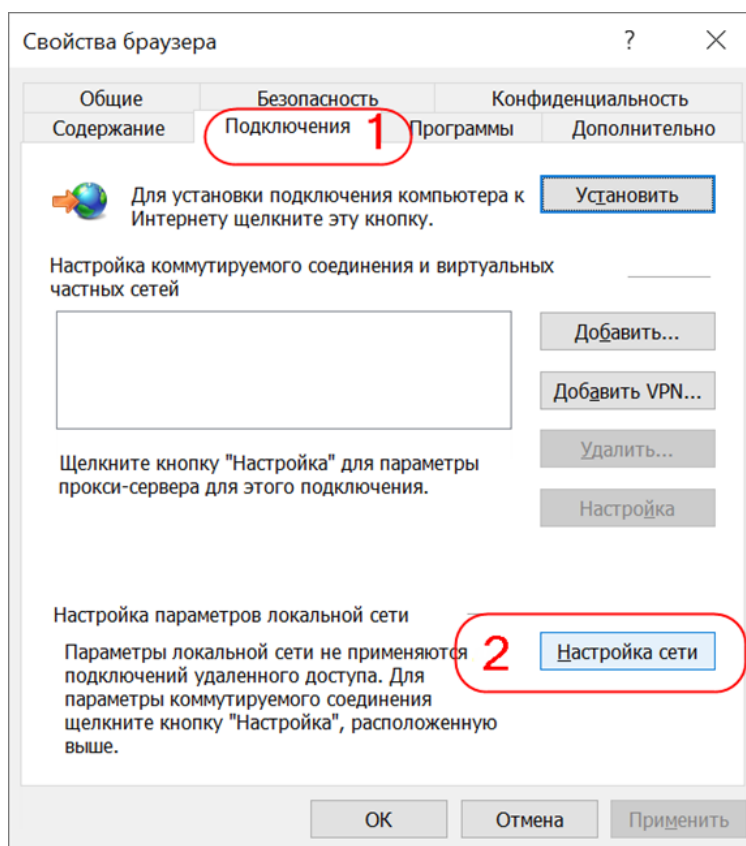 Свойства браузера ?
Общие Безопасность Конфиденциальность
Содержание Подключения 1 Программы Дополнительно
Для установки подключения компьютера к
Интернету щелкните эту кнопку.
Установить
Настройка коммутируемого соединения и виртуальных
частных сетей
Добавить...
Добавить VPN...
Удалить...
Щелкните кнопку "Настройка" для параметры
прокси-сервера для этого подключения.
Настройка
Настройка параметров локальной сети
Параметры локальной сети не применяются
подключений удаленного доступа. Для
параметры коммутируемого соединения
щелкните кнопку "Настройка", расположенную
выше.
2 Настройка сети
ОК Отмена Применить